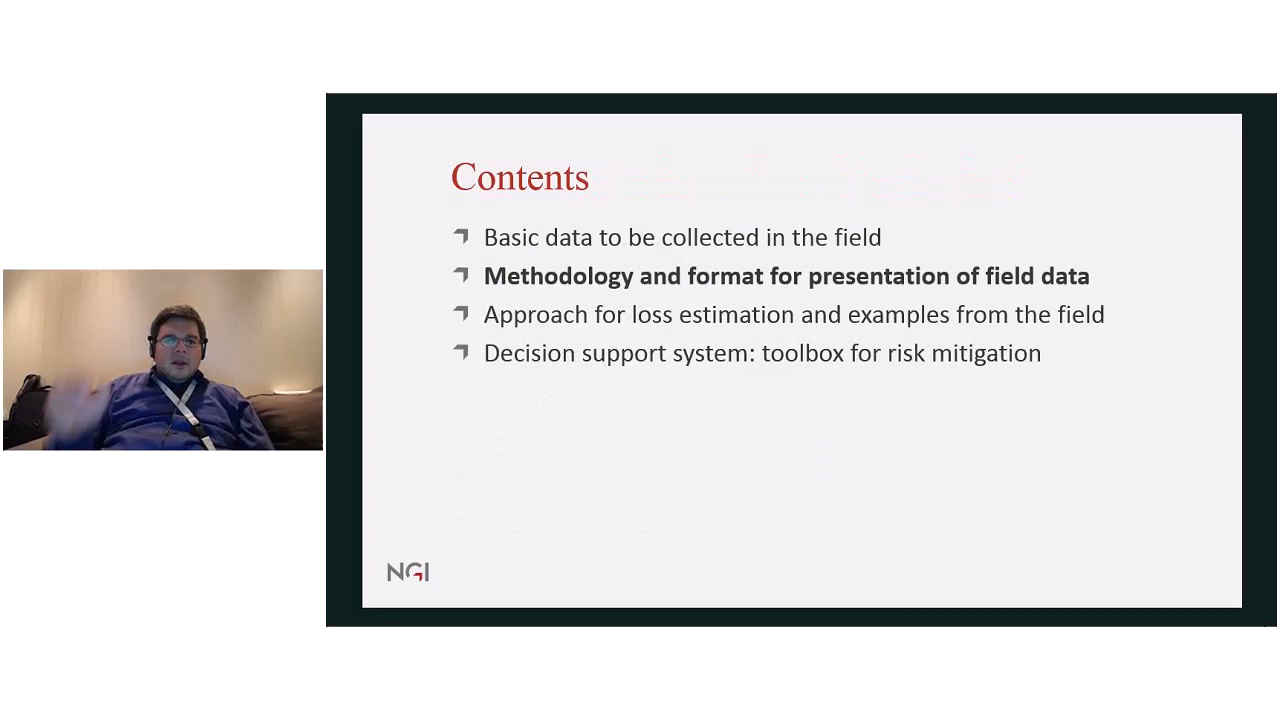 Contents
Basic data to be collected in the field
Methodology and format for presentation of field data
Approach for loss estimation and examples from the field
Decision support system: toolbox for risk mitigation
NGI